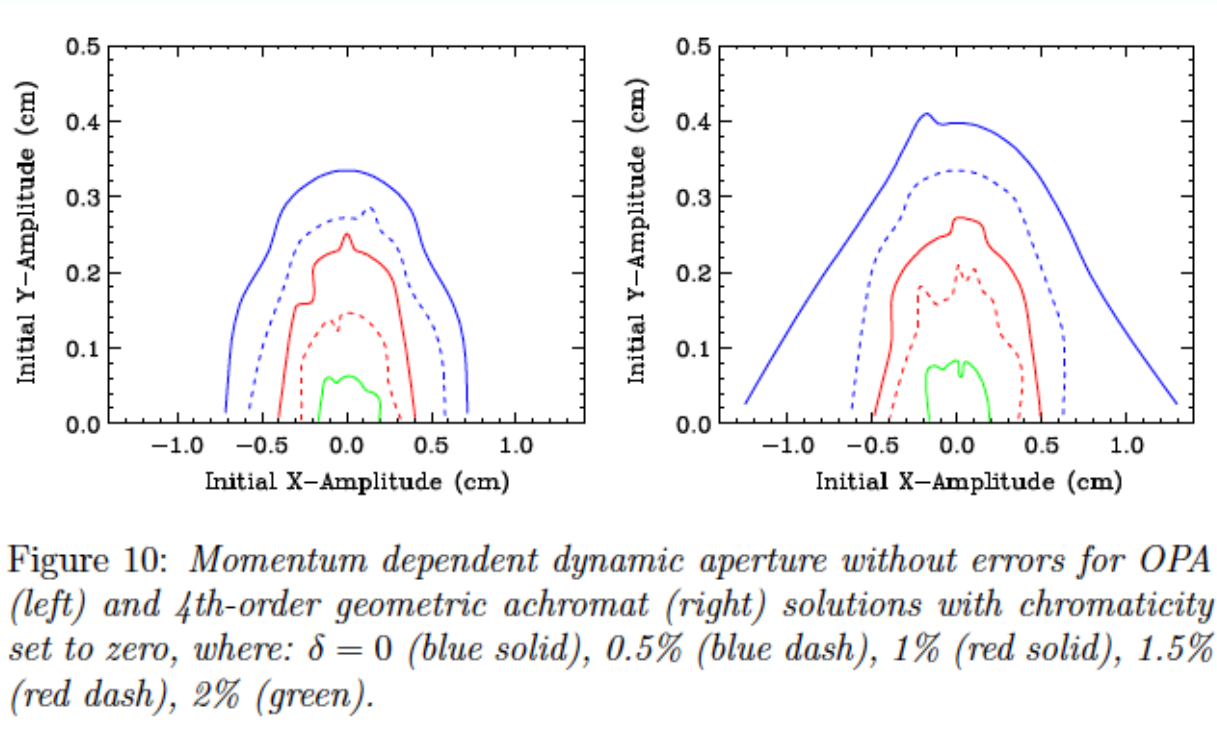 0.5
0.4
0.3
0.2
0.1
0.0
Initial Y-Amplitude (cm)
−1.0 −0.5 0.0 0.5 1.0
Initial X−Amplitude (cm)
0.5
0.4
0.3
0.2
0.1
0.0
Initial Y−Amplitude (cm)
−1.0 −0.5 0.0 0.5 1.0
Initial X−Amplitude (cm)
Figure 10: Momentum dependent dynamic aperture without errors for OPA
(left) and 4th-order geometric achromat (right) solutions with chromaticity
set to zero, where: δ = 0 (blue solid), 0.5% (blue dash), 1% (red solid), 1.5%
(red dash), 2% (green).